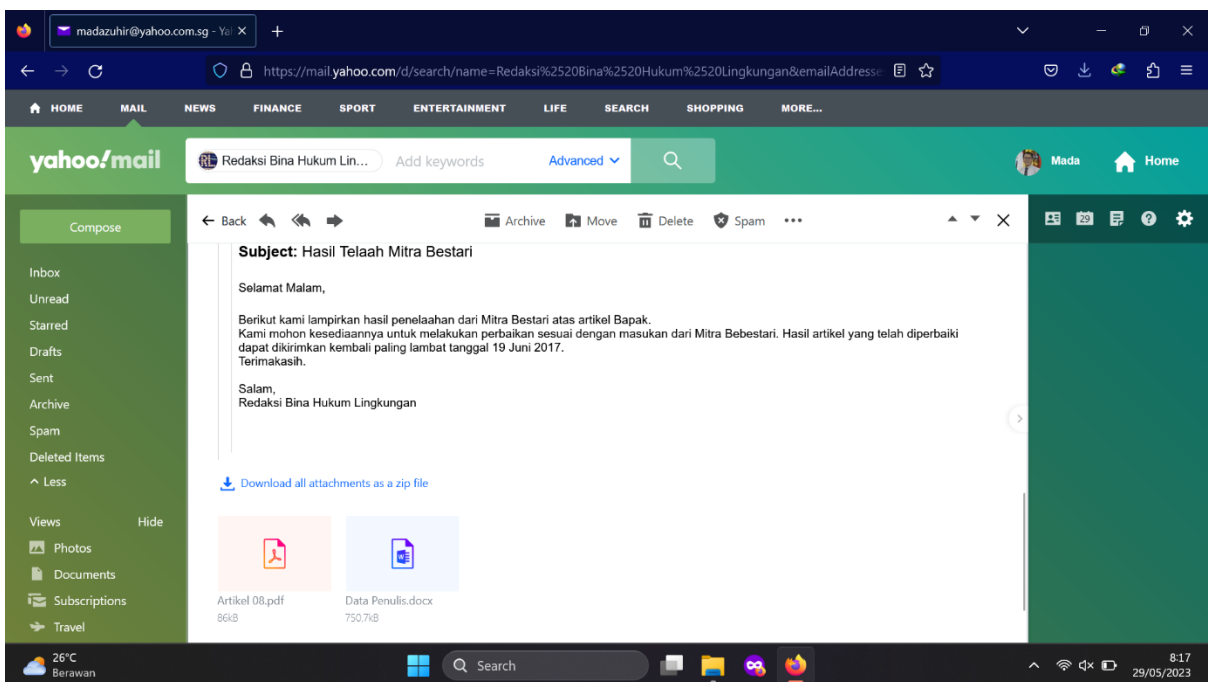 madazuhir@yahoo.com.sg - Ya
https://mail.yahoo.com/d/search/name=Redaksi%2520Bina%2520Hukum%2520Lingkungan&emailAddresse
HOME MAIL NEWS FINANCE SPORT ENTERTAINMENT LIFE SEARCH SHOPPING MORE...
yahoo!mail
Redaksi Bina Hukum Lin... Add keywords Advanced
Mada Home
Compose
Back Archive Move Delete Spam
29
Inbox
Unread
Starred
Drafts
Sent
Archive
Spam
Deleted Items
Less
Views Hide
Photos
Documents
Subscriptions
Travel
Subject: Hasil Telaah Mitra Bestari
Selamat Malam,
Berikut kami lampirkan hasil penelaahan dari Mitra Bestari atas artikel Bapak.
Kami mohon kesediaannya untuk melakukan perbaikan sesuai dengan masukan dari Mitra Bebestari. Hasil artikel yang telah diperbaiki
dapat dikirimkan kembali paling lambat tanggal 19 Juni 2017.
Terimakasih.
Salam,
Redaksi Bina Hukum Lingkungan
Download all attachments as a zip file
Artikel 08.pdf Data Penulis.docx
86kB 750.7kB
26°C
Berawan
Search
8:17
29/05/2023